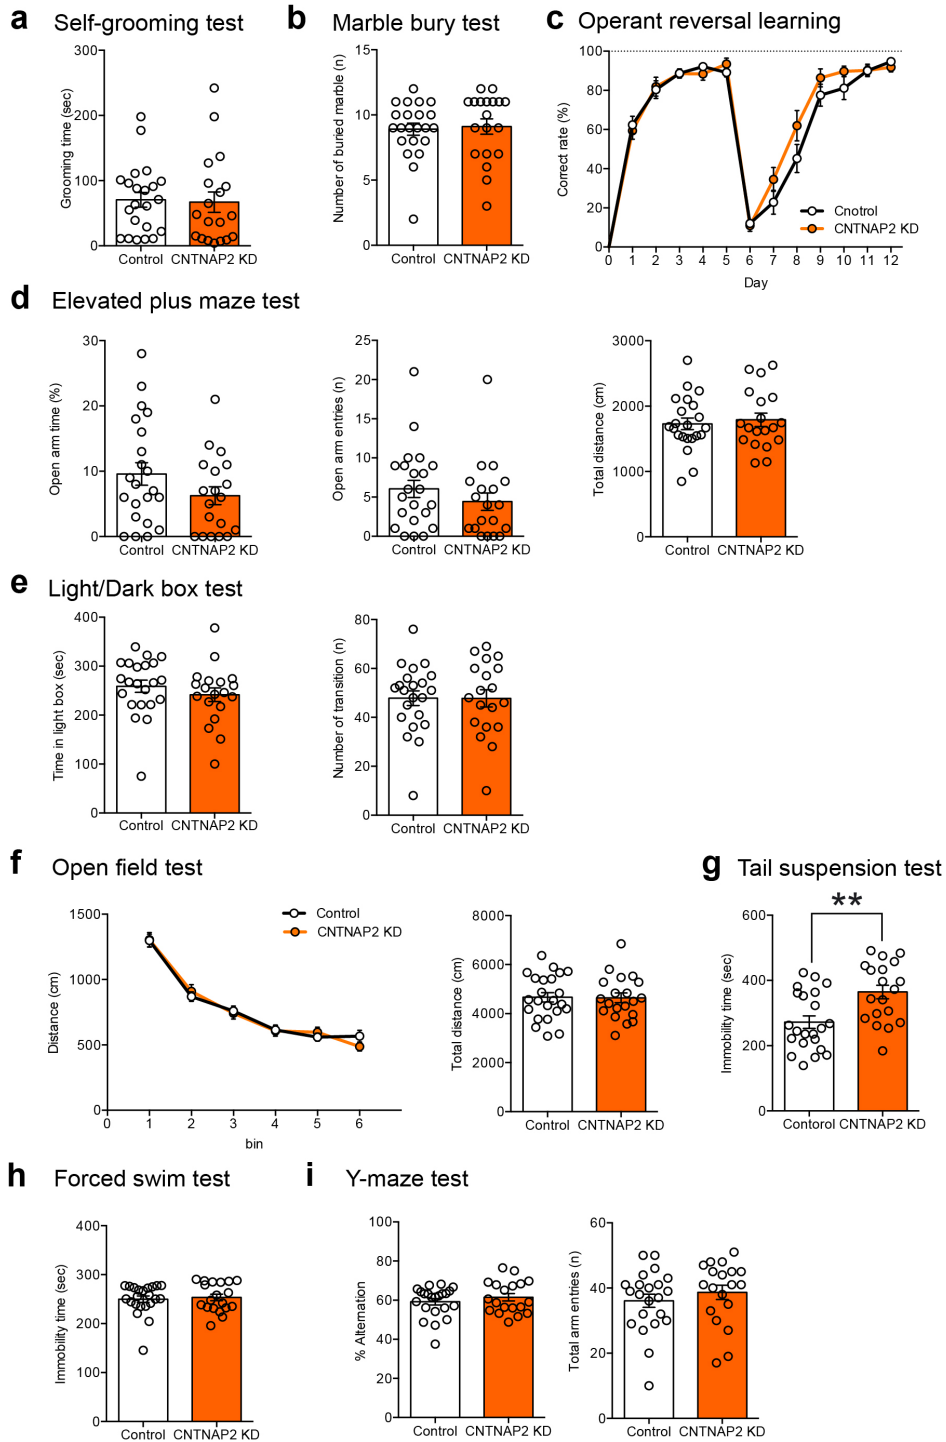 a Self-grooming test
Grooming time (sec)
300
200
100
0
Control CNTNAP2 KD
b Marble bury test
Number of buried marble (n)
15
10
5
0
Control CNTNAP2 KD
c Operant reversal learning
Correct rate (%)
100
80
60
40
20
0
0 1 2 3 4 5 6 7 8 9 10 11 12
Day
Cnotrol
CNTNAP2 KD
d Elevated plus maze test
Open arm time (%)
30
20
10
0
Control CNTNAP2 KD
Open arm entries (n)
25
20
15
10
5
0
Control CNTNAP2 KD
Total distance (cm)
3000
2000
1000
0
Control CNTNAP2 KD
e Light/Dark box test
Time in light box (sec)
400
300
200
100
0
Control CNTNAP2 KD
Number of transition (n)
80
60
40
20
0
Control CNTNAP2 KD
f Open field test
Distance (cm)
1500
1000
500
0
0 1 2 3 4 5 6
bin
Control
CNTNAP2 KD
Total distance (cm)
8000
6000
4000
2000
0
Control CNTNAP2 KD
g Tail suspension test
**
Immobility time (sec)
600
400
200
0
Contorol CNTNAP2 KD
h Forced swim test
Immobility time (sec)
400
300
200
100
0
Control CNTNAP2 KD
i Y-maze test
% Alternation
100
80
60
40
20
0
Control CNTNAP2 KD
Total arm entries (n)
60
40
20
0
Control CNTNAP2 KD